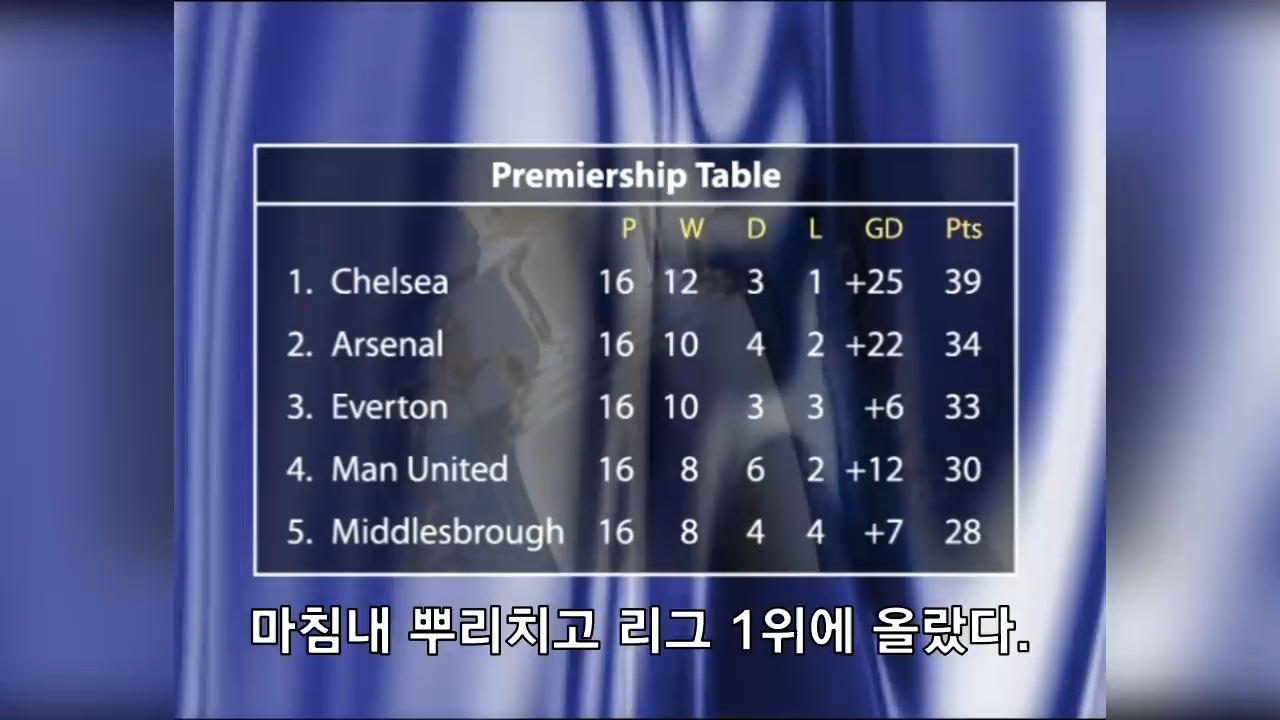 Premiership Table
P W D L GD Pts
1. Chelsea 16 12 3 1 +25 39
2. Arsenal 16 10 4 2 +22 34
3. Everton 16 10 3 3 +6 33
4. Man United 16 8 6 2 +12 30
5. Middlesbrough 16 8 4 4 +7 28
마침내 뿌리치고 리그 1위에 올랐다.